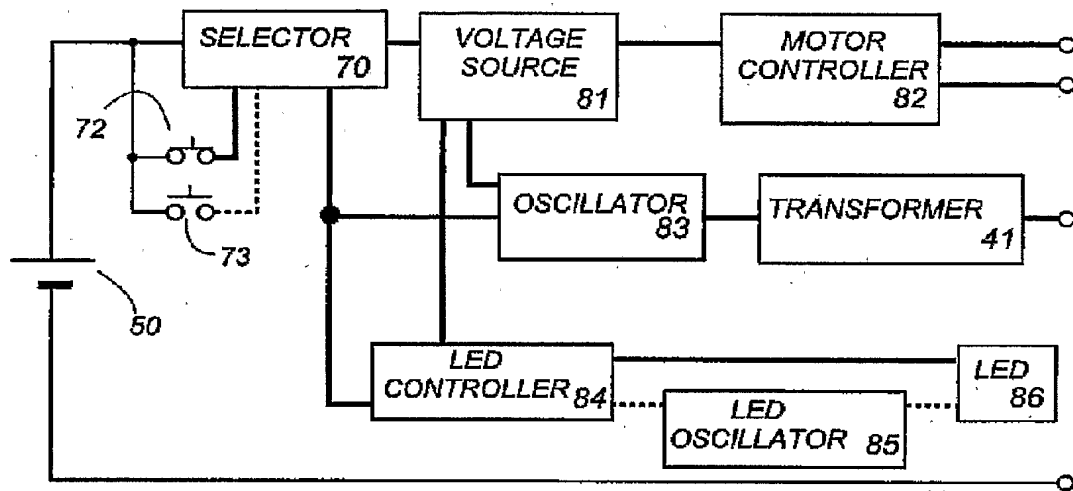 SELECTOR
70
VOLTAGE
SOURCE
81
MOTOR
CONTROLLER
82
72
73
50
OSCILLATOR
83
TRANSFORMER
41
LED
CONTROLLER
84
LED
OSCILLATOR
85
LED
86